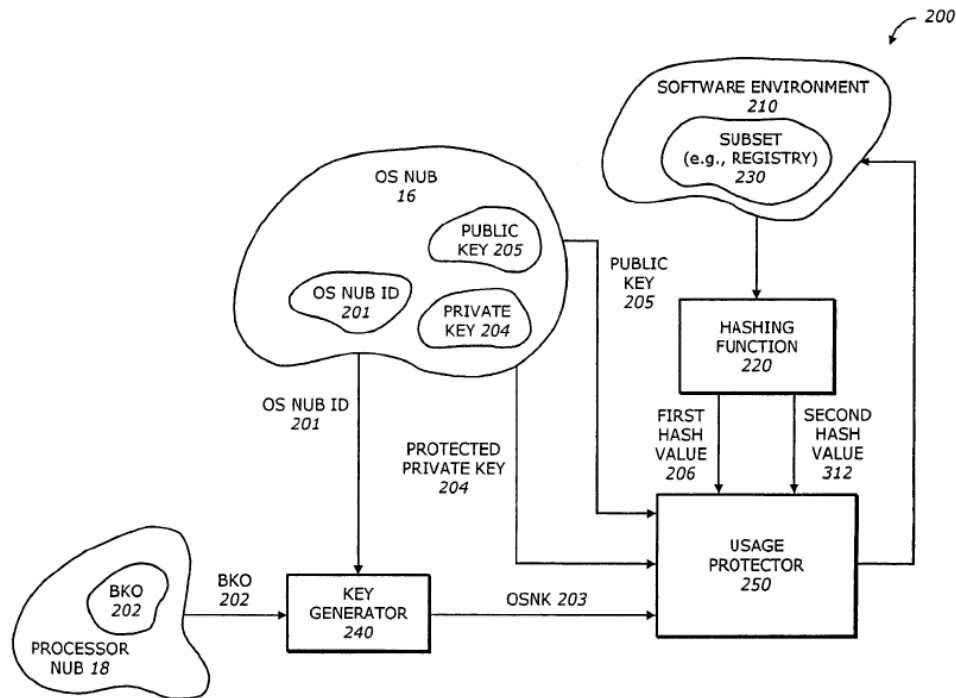 200
SOFTWARE ENVIRONMENT
210
SUBSET
(e.g., REGISTRY)
230
OS NUB
16
PUBLIC
KEY 205
OS NUB ID
201
PRIVATE
KEY 204
PUBLIC
KEY
205
HASHING
FUNCTION
220
OS NUB ID
201
PROTECTED
PRIVATE KEY
204
FIRST
HASH
VALUE
206
SECOND
HASH
VALUE
312
USAGE
PROTECTOR
250
BKO
202
PROCESSOR
NUB 18
BKO
202
KEY
GENERATOR
240
OSNK 203